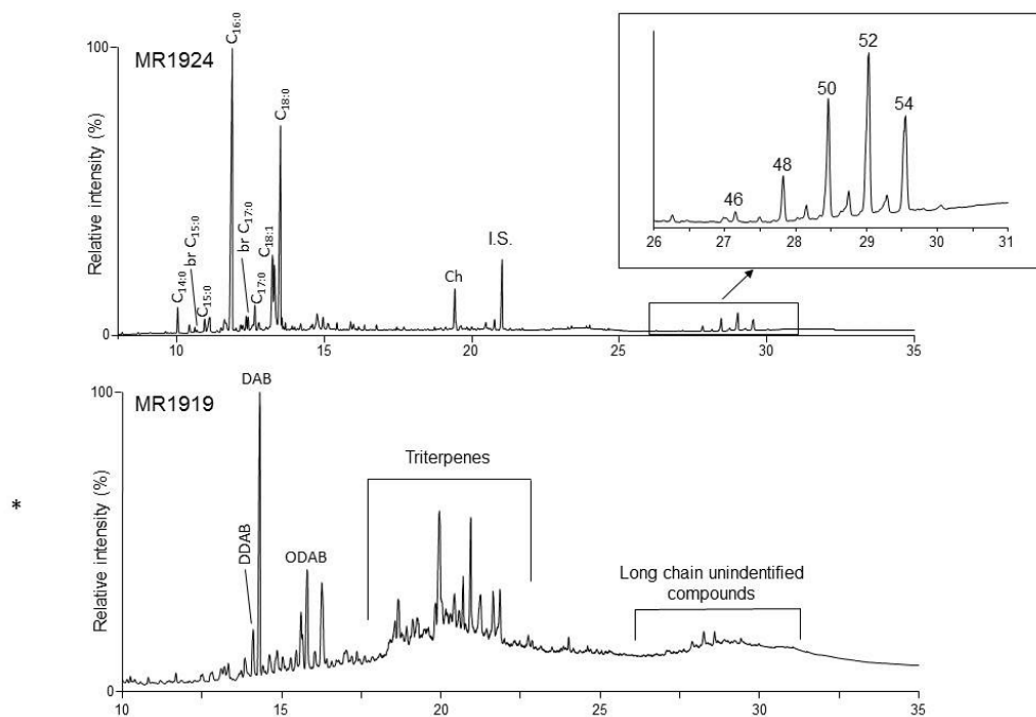 MR1924
100
0
Relative intensity (%)
C14:0
br C15:0
C15:0
C16:0
br C17:0
C17:0
C18:1
C18:0
Ch
I.S.
10
15
20
25
30
35
46
48
50
52
54
26
27
28
29
30
31
MR1919
100
0
Relative intensity (%)
*
DDAB
DAB
ODAB
Triterpenes
Long chain unidentified
compounds
10
15
20
25
30
35